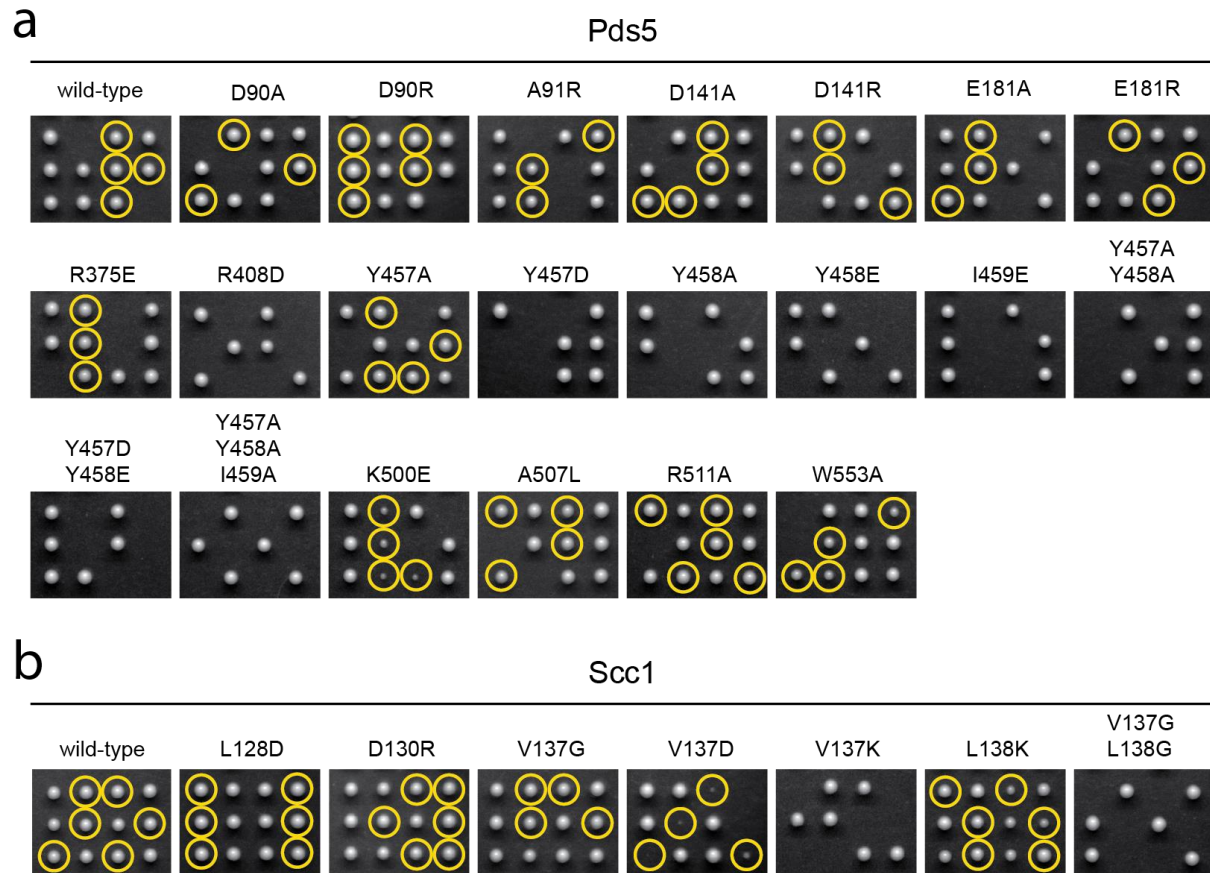 a
Pds5
wild-type D90A D90R A91R D141A D141R E181A E181R
R375E R408D Y457A Y457D Y458A Y458E I459E Y457A
Y458A
Y457D
Y458E
Y457A
Y458A
I459A
K500E A507L R511A W553A
b
Scc1
wild-type L128D D130R V137G V137D V137K L138K V137G
L138G